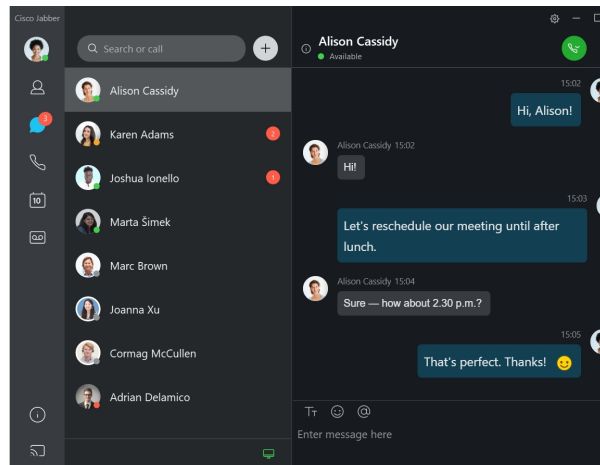 Cisco Jabber
Search or call
Alison Cassidy
Available
Alison Cassidy
Karen Adams
2
Joshua Ionello
1
Marta Šimek
Marc Brown
Joanna Xu
Cormag McCullen
Adrian Delamico
3
10
15:02
Hi, Alison!
Alison Cassidy 15:02
Hi!
15:03
Let's reschedule our meeting until after
lunch.
Alison Cassidy 15:04
Sure — how about 2.30 p.m.?
15:05
That's perfect. Thanks!
Enter message here